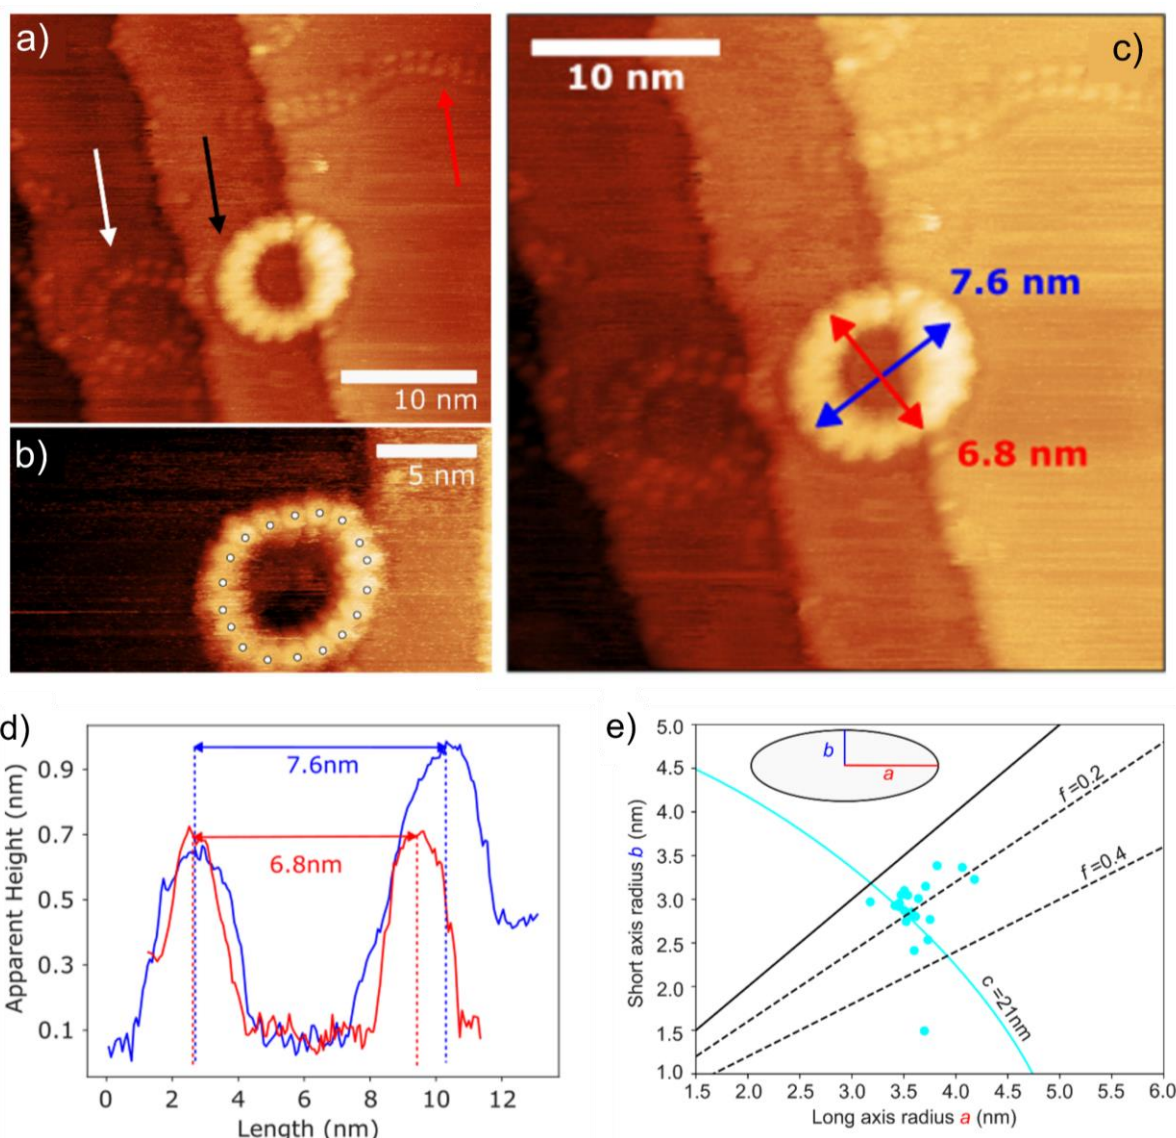 a)
10 nm
b)
5 nm
10 nm
c)
7.6 nm
6.8 nm
d)
Apparent Height (nm)
0.9
0.7
0.5
0.3
0.1
7.6nm
6.8nm
0 2 4 6 8 10 12
Length (nm)
e)
Short axis radius b (nm)
5.0
4.5
4.0
3.5
3.0
2.5
2.0
1.5
1.0
b
a
f=0.2
f=0.4
c=21nm
1.5 2.0 2.5 3.0 3.5 4.0 4.5 5.0 5.5 6.0
Long axis radius a (nm)